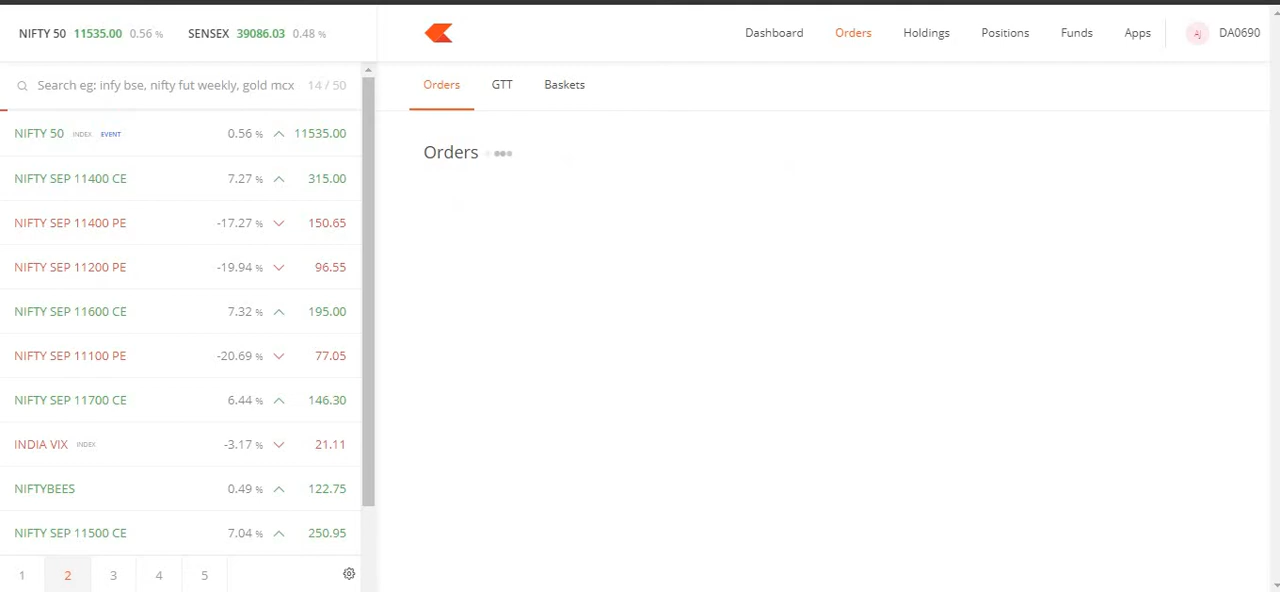 NIFTY 50 11535.00 0.56 % SENSEX 39086.03 0.48 %
Dashboard Orders Holdings Positions Funds Apps AJ DA0690
Search eg: infy bse, nifty fut weekly, gold mcx 14 / 50
Orders GTT Baskets
NIFTY 50 INDEX EVENT 0.56 % 11535.00
Orders
NIFTY SEP 11400 CE 7.27 % 315.00
NIFTY SEP 11400 PE -17.27 % 150.65
NIFTY SEP 11200 PE -19.94 % 96.55
NIFTY SEP 11600 CE 7.32 % 195.00
NIFTY SEP 11100 PE -20.69 % 77.05
NIFTY SEP 11700 CE 6.44 % 146.30
INDIA VIX INDEX -3.17 % 21.11
NIFTYBEES 0.49 % 122.75
NIFTY SEP 11500 CE 7.04 % 250.95
1 2 3 4 5